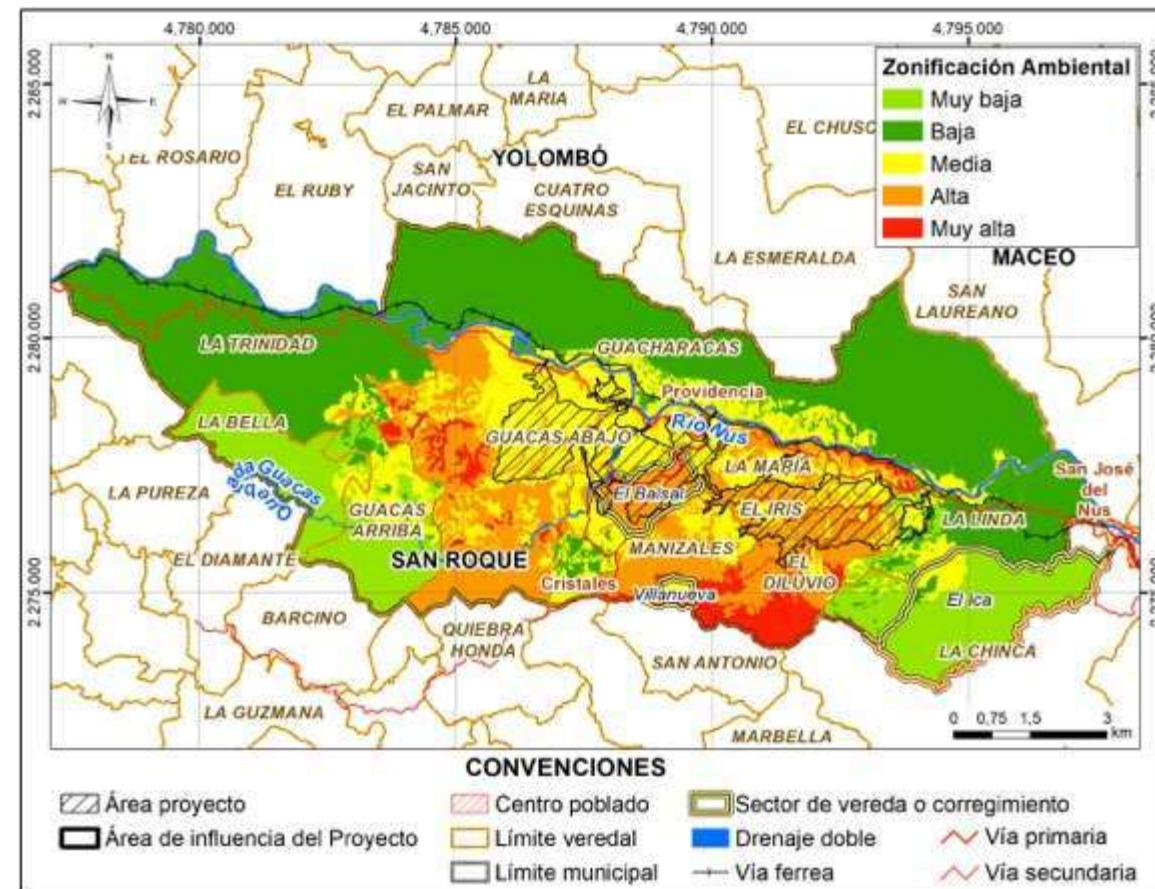 4.780.000 4.785.000 4.790.000 4.795.000
2.285.000
2.280.000
2.275.000
2.280.000
N
W E
S
Zonificación Ambiental
Muy baja
Baja
Media
Alta
Muy alta
LA
MARIA
EL PALMAR
EL CHUSC
EL ROSARIO
YOLOMBÓ
SAN
JACINTO
EL RUBY
CUATRO
ESQUINAS
LA ESMERALDA
MACEO
SAN
LAUREANO
LA TRINIDAD
GUACHARACAS
Providencia
Río Nus
LA BELLA
GUACAS ABAJO
LA MARÍA
San José
del
Nus
LA PUREZA
da Guacas
GUACAS
ARRIBA
El Balsal
EL IRIS
LA LINDA
EL DIAMANTE
SAN ROQUE
MANIZALES
EL
DILUVIO
Cristales
Villanueva
El Ica
BARCINO
QUIEBRA
HONDA
SAN ANTONIO
LA CHINCA
LA GUZMANA
MARBELLA
0 0,75 1,5 3
km
CONVENCIONES
Área proyecto
Centro poblado
Sector de vereda o corregimiento
Área de influencia del Proyecto
Límite veredal
Drenaje doble
Vía primaria
Límite municipal
Vía ferrea
Vía secundaria